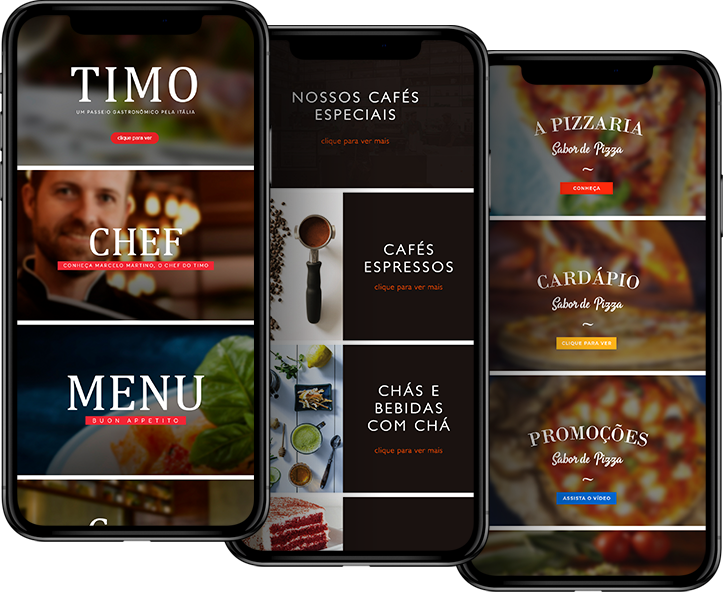 TIMO
UM PASSEIO GASTRONÔMICO PELA ITÁLIA
clique para ver
CHEF
CONHEÇA MARCELO MARTINO, O CHEF DO TIMO
MENU
BUON APPETITO
NOSSOS CAFÉS
ESPECIAIS
clique para ver mais
CAFÉS
ESPRESSOS
clique para ver mais
CHÁS E
BEBIDAS
COM CHÁ
clique para ver mais
A PIZZARIA
Sabor de Pizza
~
CONHEÇA
CARDÁPIO
Sabor de Pizza
~
CLIQUE PARA VER
PROMOÇÕES
Sabor de Pizza
~
ASSISTA O VÍDEO